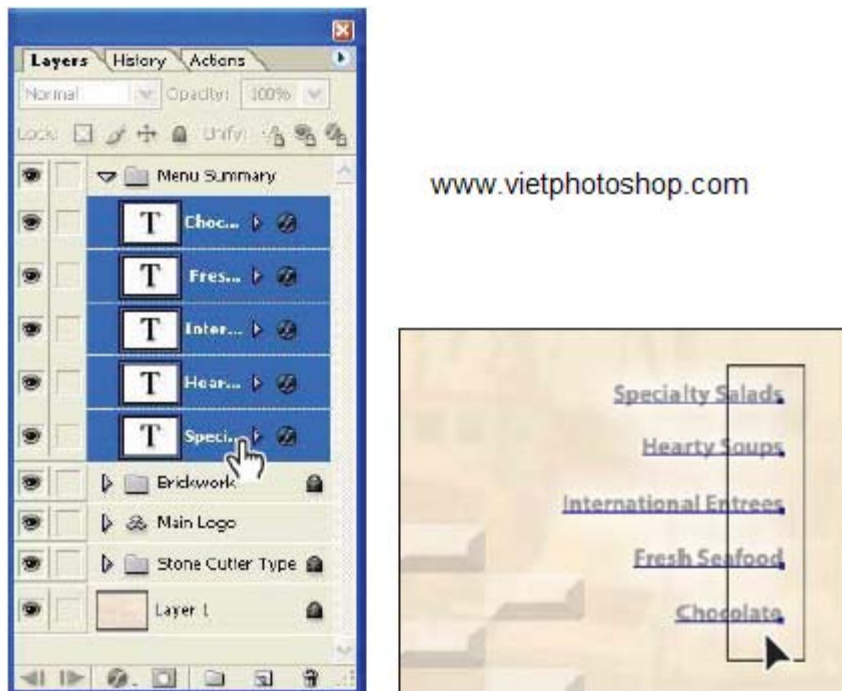 Layers History Actions
Normal Opacity: 100%
Lock: Unify:
Menu Summary
T Choc...
T Fres...
T Inter...
T Hear...
T Speci...
Brickwork
Main Logo
Stone Cutter Type
Layer 1
www.vietphotoshop.com
Specialty Salads
Hearty Soups
International Entrees
Fresh Seafood
Chocolate